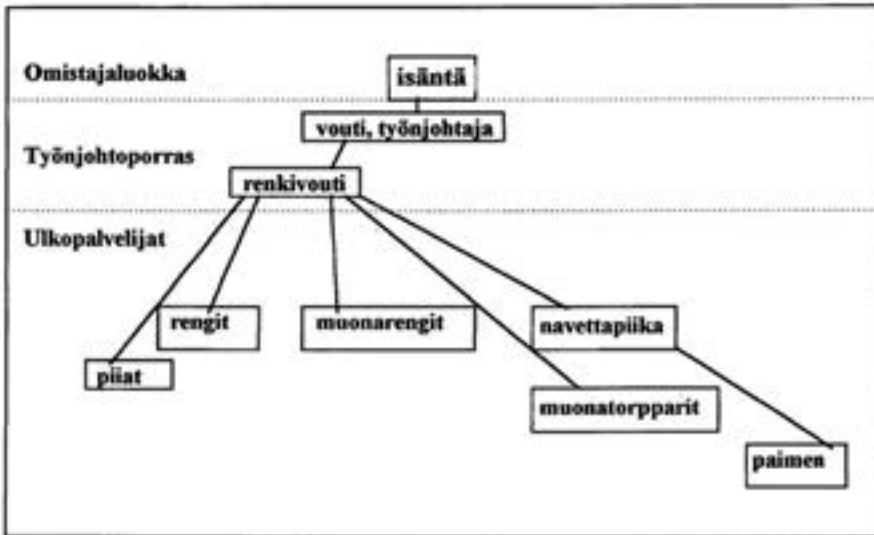 Omistajaluokka
isäntä
vouti, työnjohtaja
Työnjohtoporras
renkivouti
Ulkopalvelijat
rengit
muonarengit
navettapiika
piiat
muonatorpparit
paimen